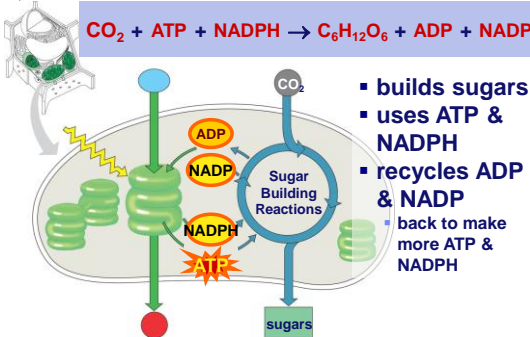 CO₂ + ATP + NADPH → C₆H₁₂O₆ + ADP + NADP
CO₂
ADP
NADP
Sugar
Building
Reactions
NADPH
ATP
sugars
▪ builds sugars
▪ uses ATP &
NADPH
▪ recycles ADP
& NADP
▪ back to make
more ATP &
NADPH